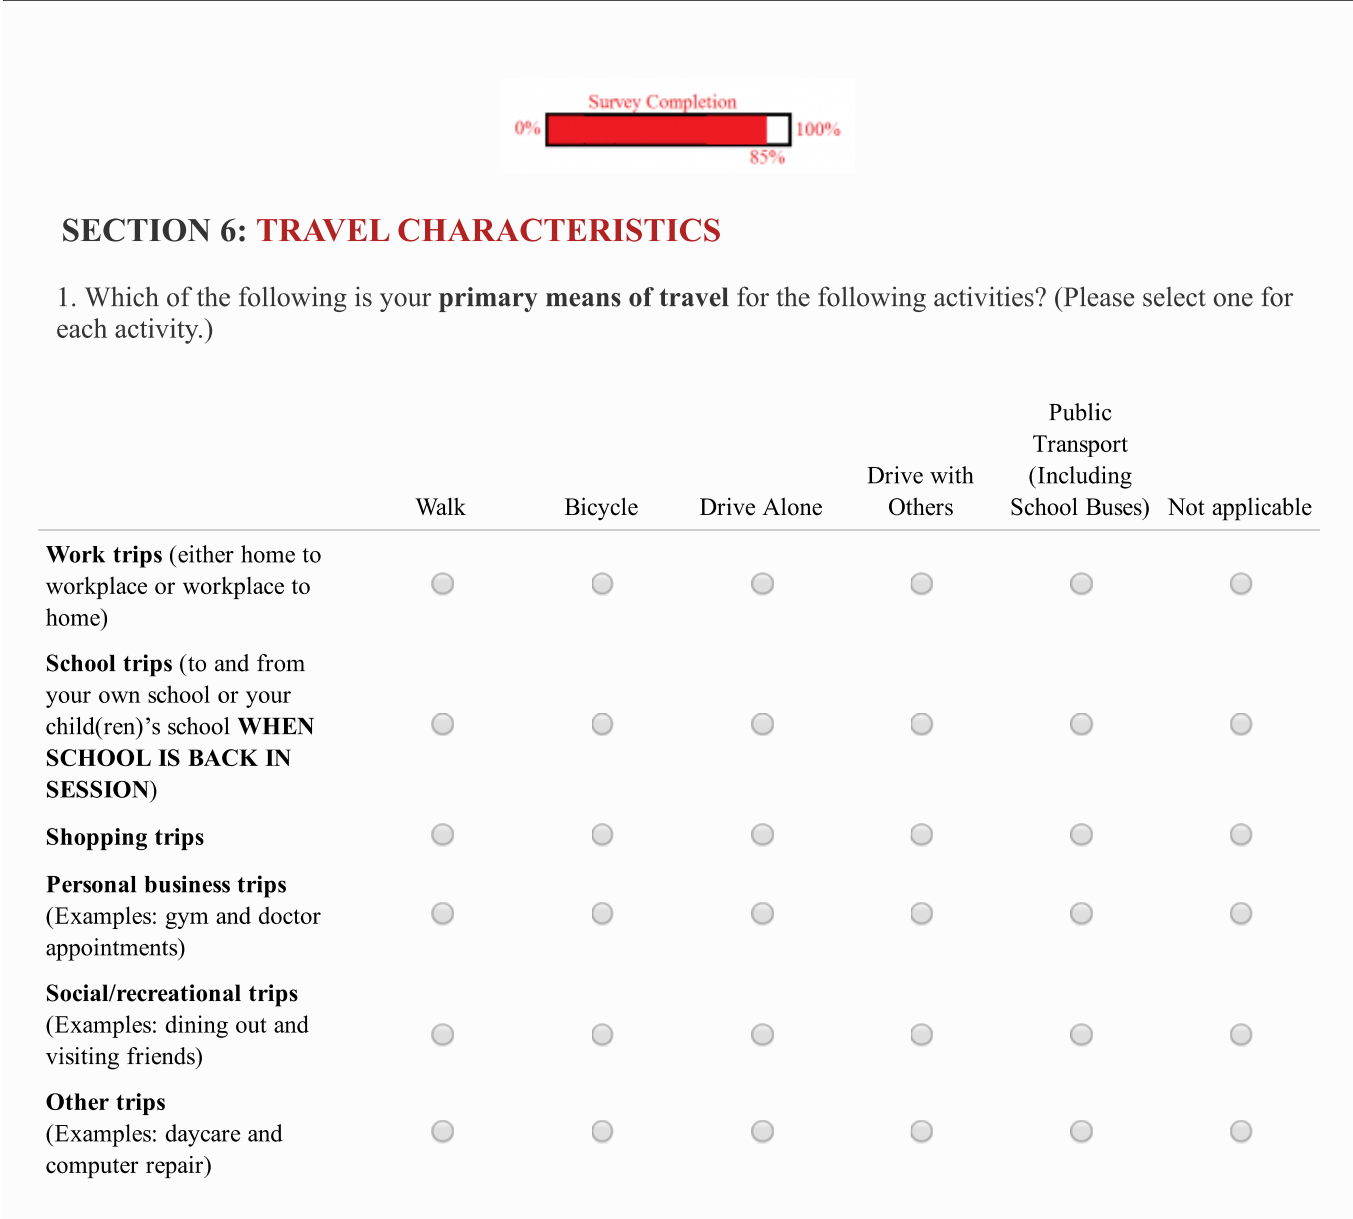 Survey Completion
0%
100%
85%
SECTION 6: TRAVEL CHARACTERISTICS
1. Which of the following is your primary means of travel for the following activities? (Please select one for
each activity.)
Walk
Bicycle
Drive Alone
Drive with
Others
Public
Transport
(Including
School Buses)
Not applicable
Work trips (either home to
workplace or workplace to
home)
School trips (to and from
your own school or your
child(ren)’s school WHEN
SCHOOL IS BACK IN
SESSION)
Shopping trips
Personal business trips
(Examples: gym and doctor
appointments)
Social/recreational trips
(Examples: dining out and
visiting friends)
Other trips
(Examples: daycare and
computer repair)